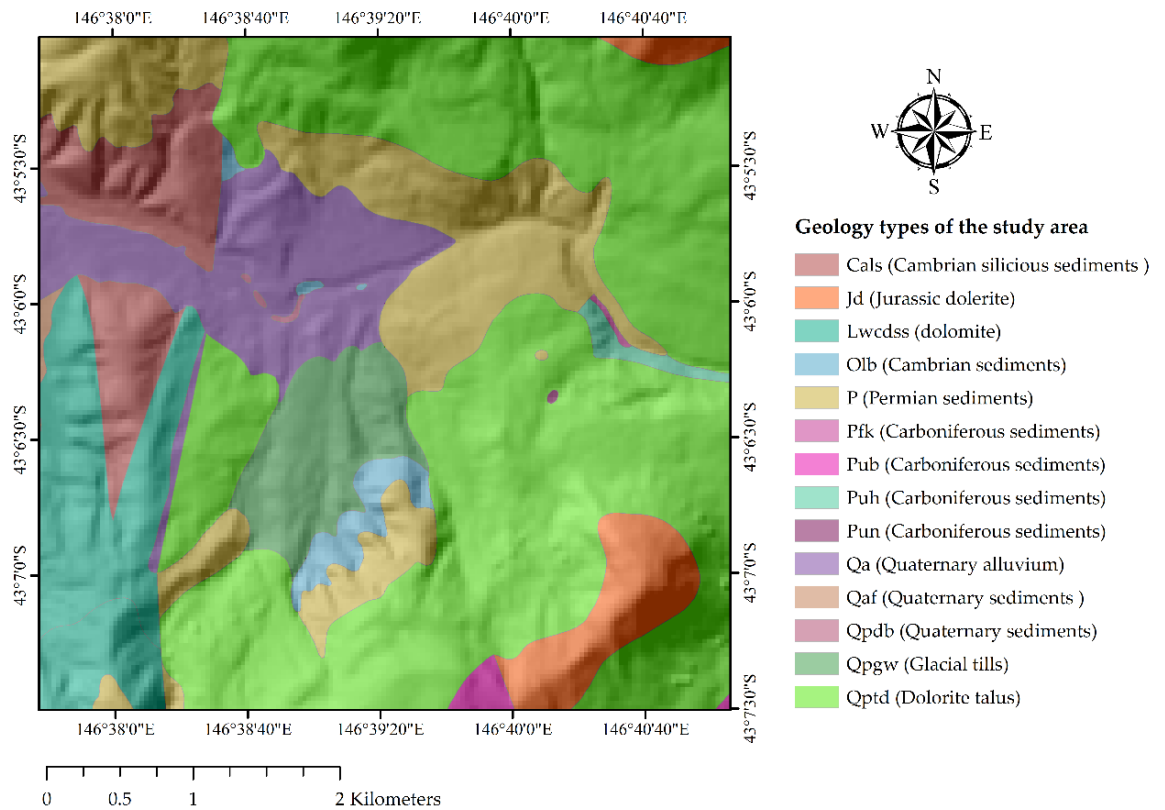 146°38'0"E 146°38'40"E 146°39'20"E 146°40'0"E 146°40'40"E
43°5'30"S 43°5'30"S
43°6'0"S 43°6'0"S
43°6'30"S 43°6'30"S
43°7'0"S 43°7'0"S
43°7'30"S
146°38'0"E 146°38'40"E 146°39'20"E 146°40'0"E 146°40'40"E
0 0.5 1 2 Kilometers
N
W E
S
Geology types of the study area
Cals (Cambrian silicious sediments )
Jd (Jurassic dolerite)
Lwcdss (dolomite)
Olb (Cambrian sediments)
P (Permian sediments)
Pfk (Carboniferous sediments)
Pub (Carboniferous sediments)
Puh (Carboniferous sediments)
Pun (Carboniferous sediments)
Qa (Quaternary alluvium)
Qaf (Quaternary sediments )
Qpdb (Quaternary sediments)
Qpgw (Glacial tills)
Qptd (Dolorite talus)